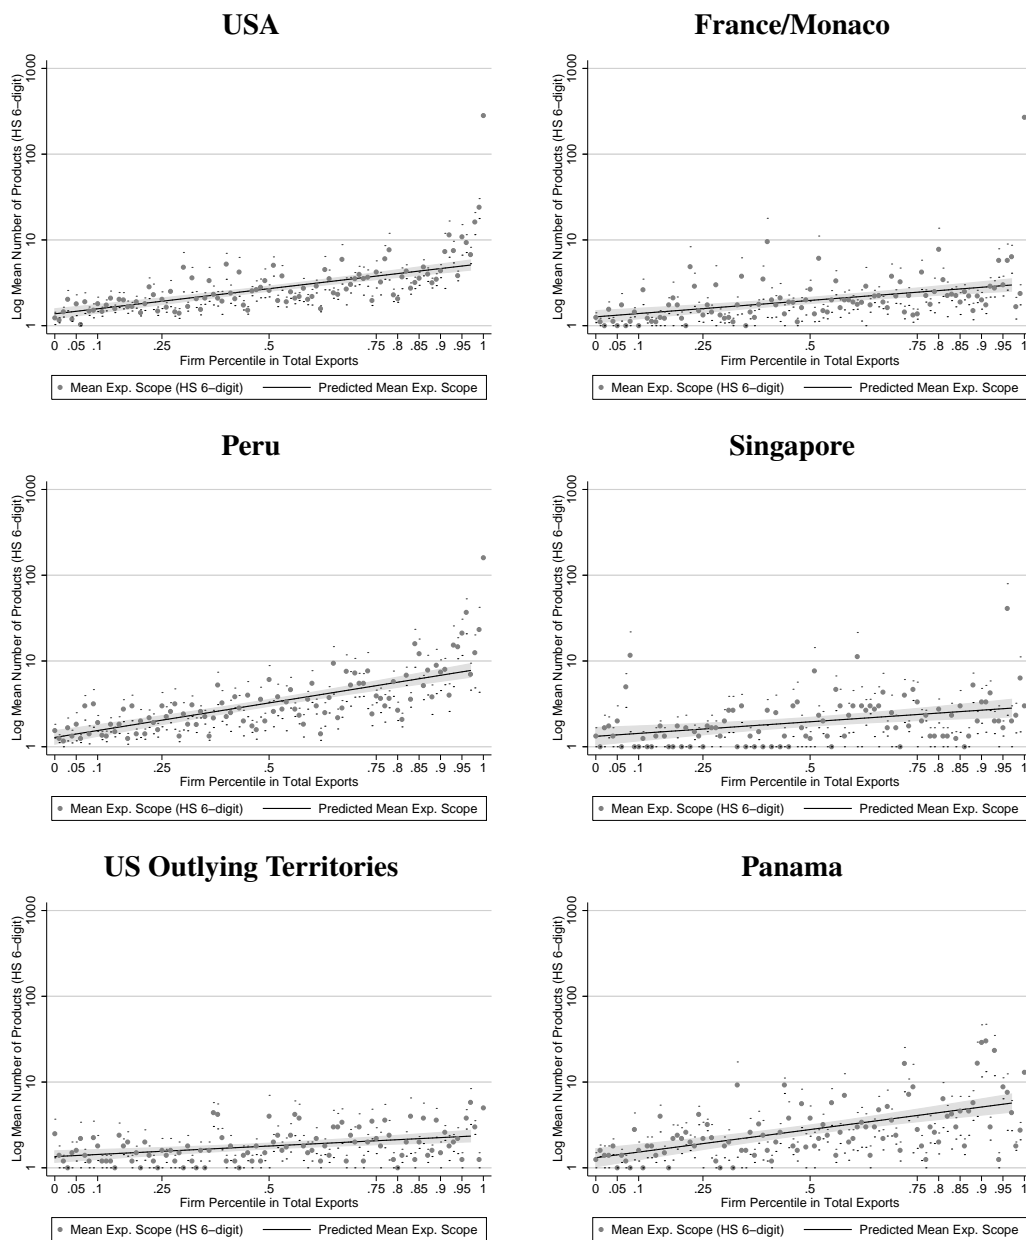 USA
Log Mean Number of Products (HS 6−digit)
1000
100
10
1
0 .05 .1 .25 .5 .75 .8 .85 .9 .95 1
Firm Percentile in Total Exports
Mean Exp. Scope (HS 6−digit) Predicted Mean Exp. Scope
France/Monaco
Log Mean Number of Products (HS 6−digit)
1000
100
10
1
0 .05 .1 .25 .5 .75 .8 .85 .9 .95 1
Firm Percentile in Total Exports
Mean Exp. Scope (HS 6−digit) Predicted Mean Exp. Scope
Peru
Log Mean Number of Products (HS 6−digit)
1000
100
10
1
0 .05 .1 .25 .5 .75 .8 .85 .9 .95 1
Firm Percentile in Total Exports
Mean Exp. Scope (HS 6−digit) Predicted Mean Exp. Scope
Singapore
Log Mean Number of Products (HS 6−digit)
1000
100
10
1
0 .05 .1 .25 .5 .75 .8 .85 .9 .95 1
Firm Percentile in Total Exports
Mean Exp. Scope (HS 6−digit) Predicted Mean Exp. Scope
US Outlying Territories
Log Mean Number of Products (HS 6−digit)
1000
100
10
1
0 .05 .1 .25 .5 .75 .8 .85 .9 .95 1
Firm Percentile in Total Exports
Mean Exp. Scope (HS 6−digit) Predicted Mean Exp. Scope
Panama
Log Mean Number of Products (HS 6−digit)
1000
100
10
1
0 .05 .1 .25 .5 .75 .8 .85 .9 .95 1
Firm Percentile in Total Exports
Mean Exp. Scope (HS 6−digit) Predicted Mean Exp. Scope